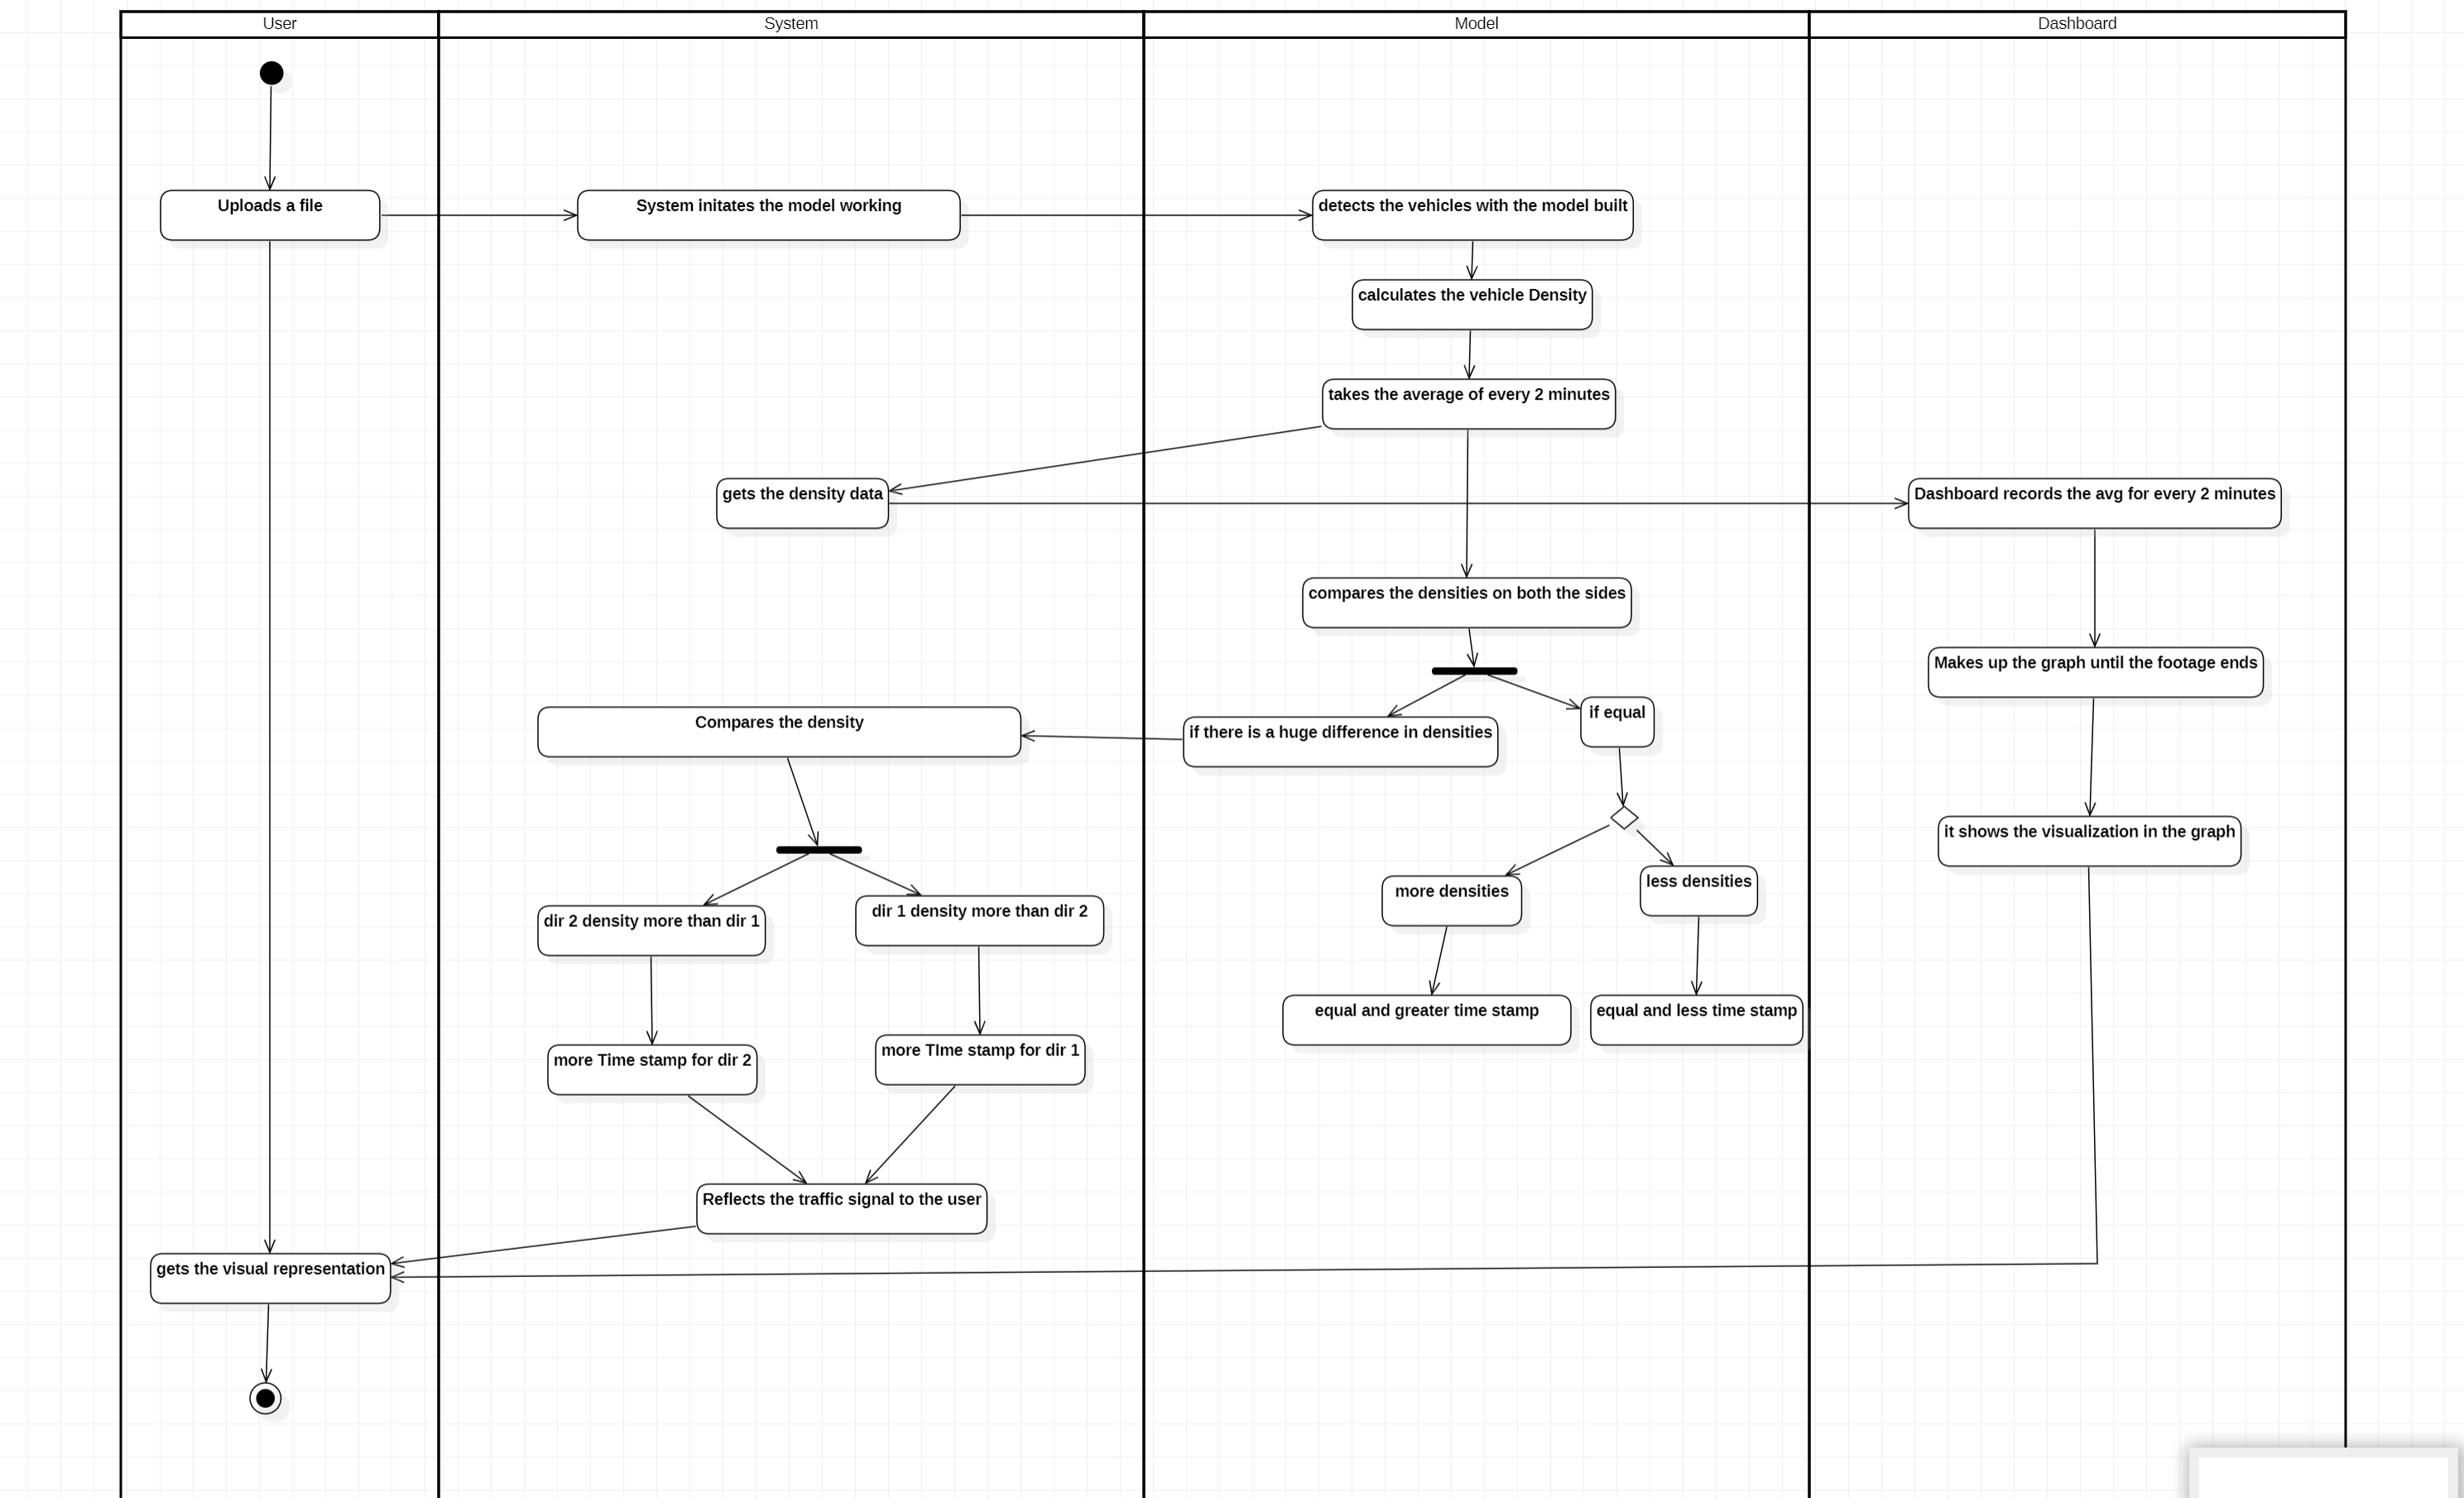 User
System
Model
Dashboard
Uploads a file
System initates the model working
detects the vehicles with the model built
calculates the vehicle Density
takes the average of every 2 minutes
gets the density data
Dashboard records the avg for every 2 minutes
compares the densities on both the sides
Makes up the graph until the footage ends
if equal
Compares the density
if there is a huge difference in densities
it shows the visualization in the graph
less densities
more densities
dir 2 density more than dir 1
dir 1 density more than dir 2
equal and greater time stamp
equal and less time stamp
more Time stamp for dir 2
more TIme stamp for dir 1
Reflects the traffic signal to the user
gets the visual representation